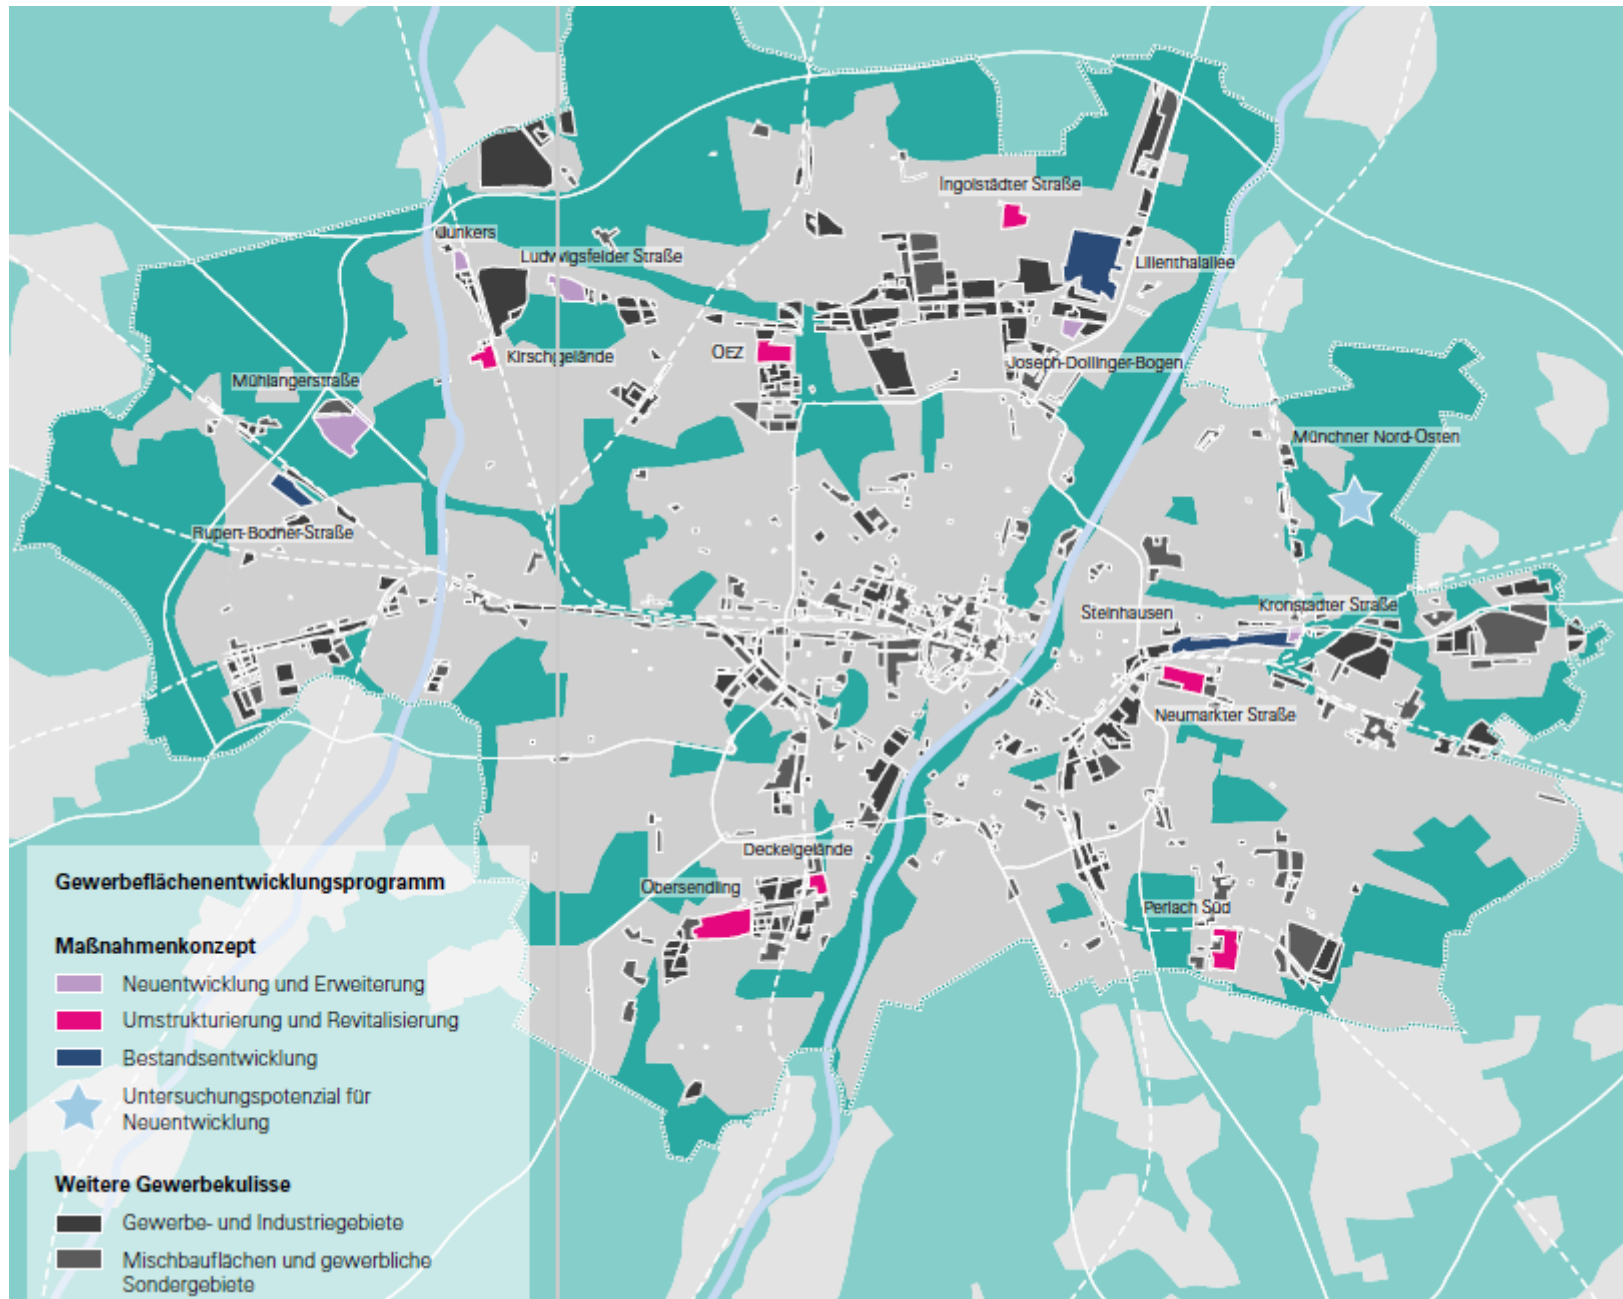 Ingolstädter Straße
Junkers
Ludwigsfelder Straße
Lilienthalallee
OEZ
Kirschgelände
Joseph-Dollinger-Bogen
Mühlangerstraße
Münchner Nord-Osten
Rupert-Bodner-Straße
Steinhausen
Kronstadter Straße
Neumarkter Straße
Deckelgelände
Obersendling
Perlach Süd
Gewerbeflächenentwicklungsprogramm
Maßnahmenkonzept
Neuentwicklung und Erweiterung
Umstrukturierung und Revitalisierung
Bestandsentwicklung
Untersuchungspotenzial für
Neuentwicklung
Weitere Gewerbekulisse
Gewerbe- und Industriegebiete
Mischbauflächen und gewerbliche
Sondergebiete